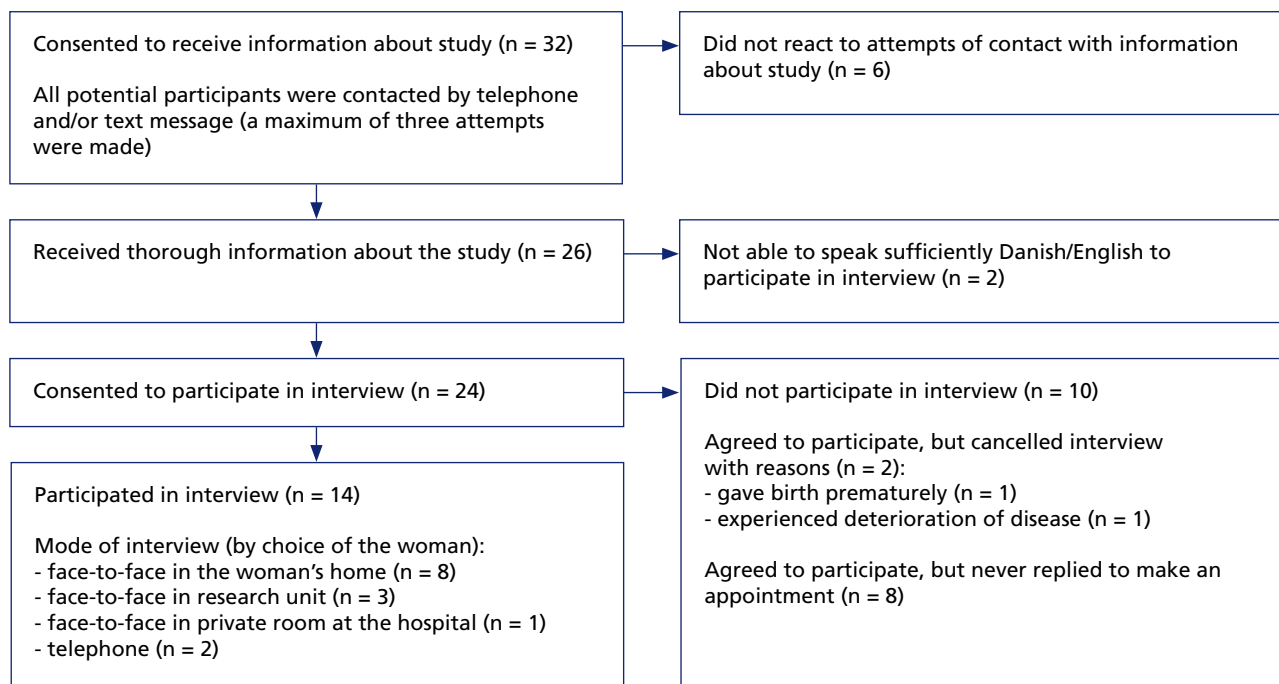 Consented to receive information about study (n = 32)
All potential participants were contacted by telephone
and/or text message (a maximum of three attempts
were made)
Did not react to attempts of contact with information
about study (n = 6)
Received thorough information about the study (n = 26)
Not able to speak sufficiently Danish/English to
participate in interview (n = 2)
Consented to participate in interview (n = 24)
Did not participate in interview (n = 10)
Agreed to participate, but cancelled interview
with reasons (n = 2):
- gave birth prematurely (n = 1)
- experienced deterioration of disease (n = 1)
Agreed to participate, but never replied to make an
appointment (n = 8)
Participated in interview (n = 14)
Mode of interview (by choice of the woman):
- face-to-face in the woman's home (n = 8)
- face-to-face in research unit (n = 3)
- face-to-face in private room at the hospital (n = 1)
- telephone (n = 2)